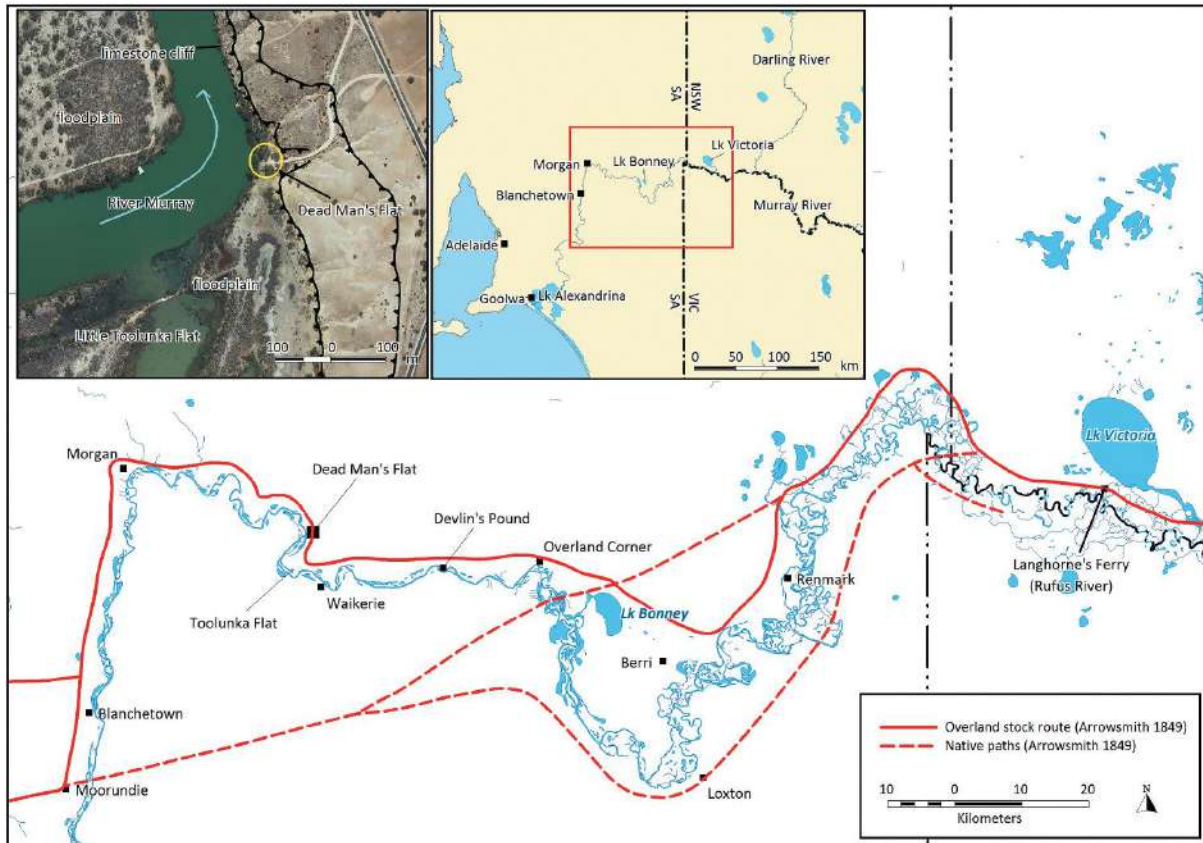 limestone cliff
floodplain
River Murray
Dead Man's Flat
floodplain
Little Toolunka Flat
100 0 100
m
Darling River
NSW
SA
Lk Victoria
Morgan
Lk Bonney
Blanchetown
Murray River
Adelaide
Goolwa
Lk Alexandrina
VIC
SA
0 50 100 150
km
Morgan
Dead Man's Flat
Devlin's Pound
Overland Corner
Lk Victoria
Langhorne's Ferry
(Rufus River)
Renmark
Waikerie
Toolunka Flat
Lk Bonney
Berri
Blanchetown
Moorundie
Loxton
Overland stock route (Arrowsmith 1849)
Native paths (Arrowsmith 1849)
10 0 10 20
Kilometers
N